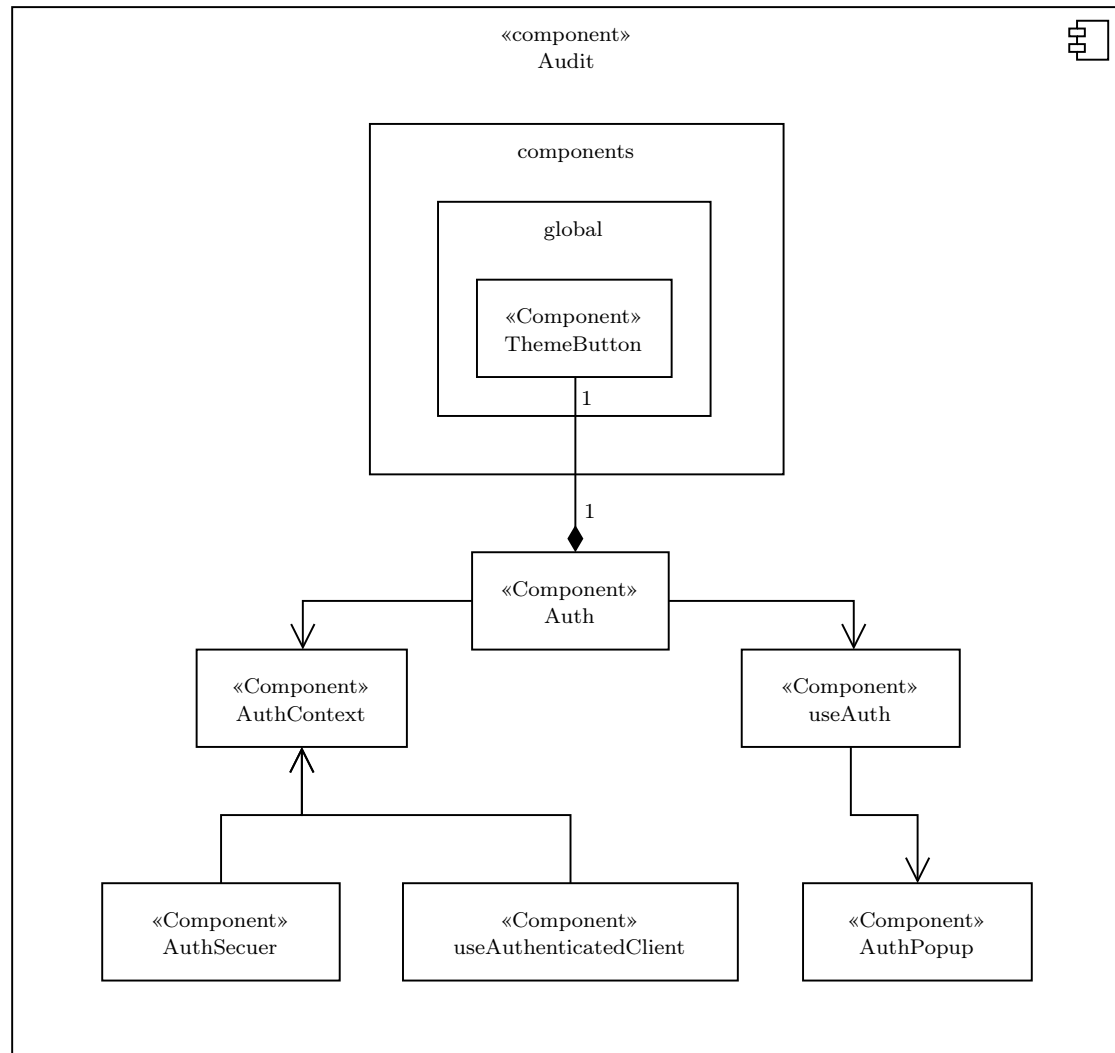 «component»
Audit
components
global
«Component»
ThemeButton
1
1
«Component»
Auth
«Component»
AuthContext
«Component»
useAuth
«Component»
AuthSecuer
«Component»
useAuthenticatedClient
«Component»
AuthPopup